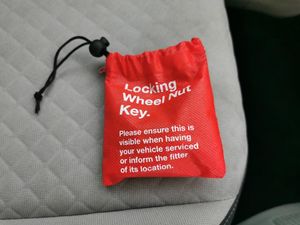 Locking
Wheel Nut
Key.
Please ensure this is
visible when having
your vehicle serviced
or inform the fitter
of its location.